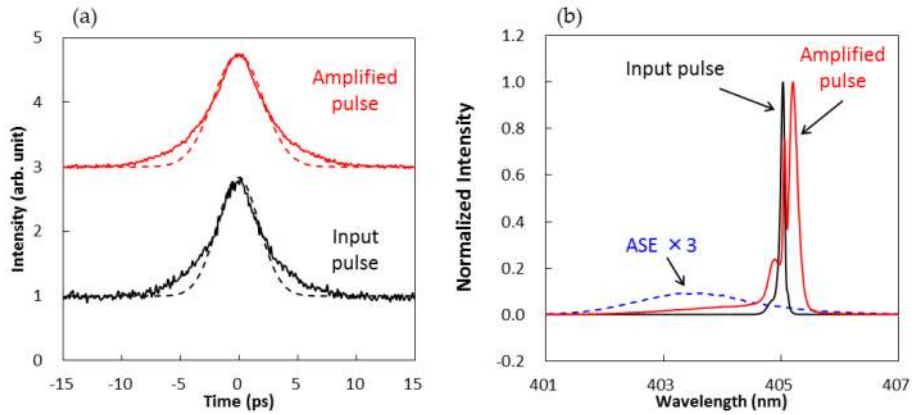 (a)
5
4
3
2
1
0
Intensity (arb. unit)
Amplified
pulse
Input
pulse
-15 -10 -5 0 5 10 15
Time (ps)
(b)
1.2
1.0
0.8
0.6
0.4
0.2
0.0
-0.2
Normalized Intensity
Input pulse
Amplified
pulse
ASE ×3
401 403 405 407
Wavelength (nm)